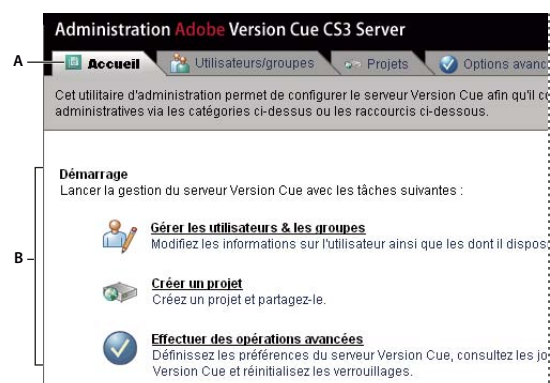 Administration Adobe Version Cue CS3 Server
A
Accueil Utilisateurs/groupes Projets Options
Cet utilitaire d'administration permet de configurer le serveur Version Cue afin qu'il
administratives via les catégories ci-dessus ou les raccourcis ci-dessous.
Démarrage
Lancer la gestion du serveur Version Cue avec les tâches suivantes :
Gérer les utilisateurs & les groupes
Modifiez les informations sur l'utilisateur ainsi que les dont il
B
Créer un projet
Créez un projet et partagez-le.
Effectuer des opérations avancées
Définissez les préférences du serveur Version Cue, consultez les
Version Cue et réinitialisez les verrouillages.